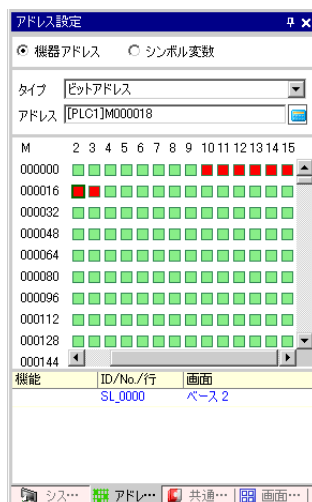 アドレス設定
機器アドレス シンボル変数
タイプ ビットアドレス
アドレス [PLC1]M000018
M 2 3 4 5 6 7 8 9 10 11 12 13 14 15
000000
000016
000032
000048
000064
000080
000096
000112
000128
000144
機能 ID/No./行 画面
SL_0000 ベース 2
シス… アドレ… 共通… 画面…